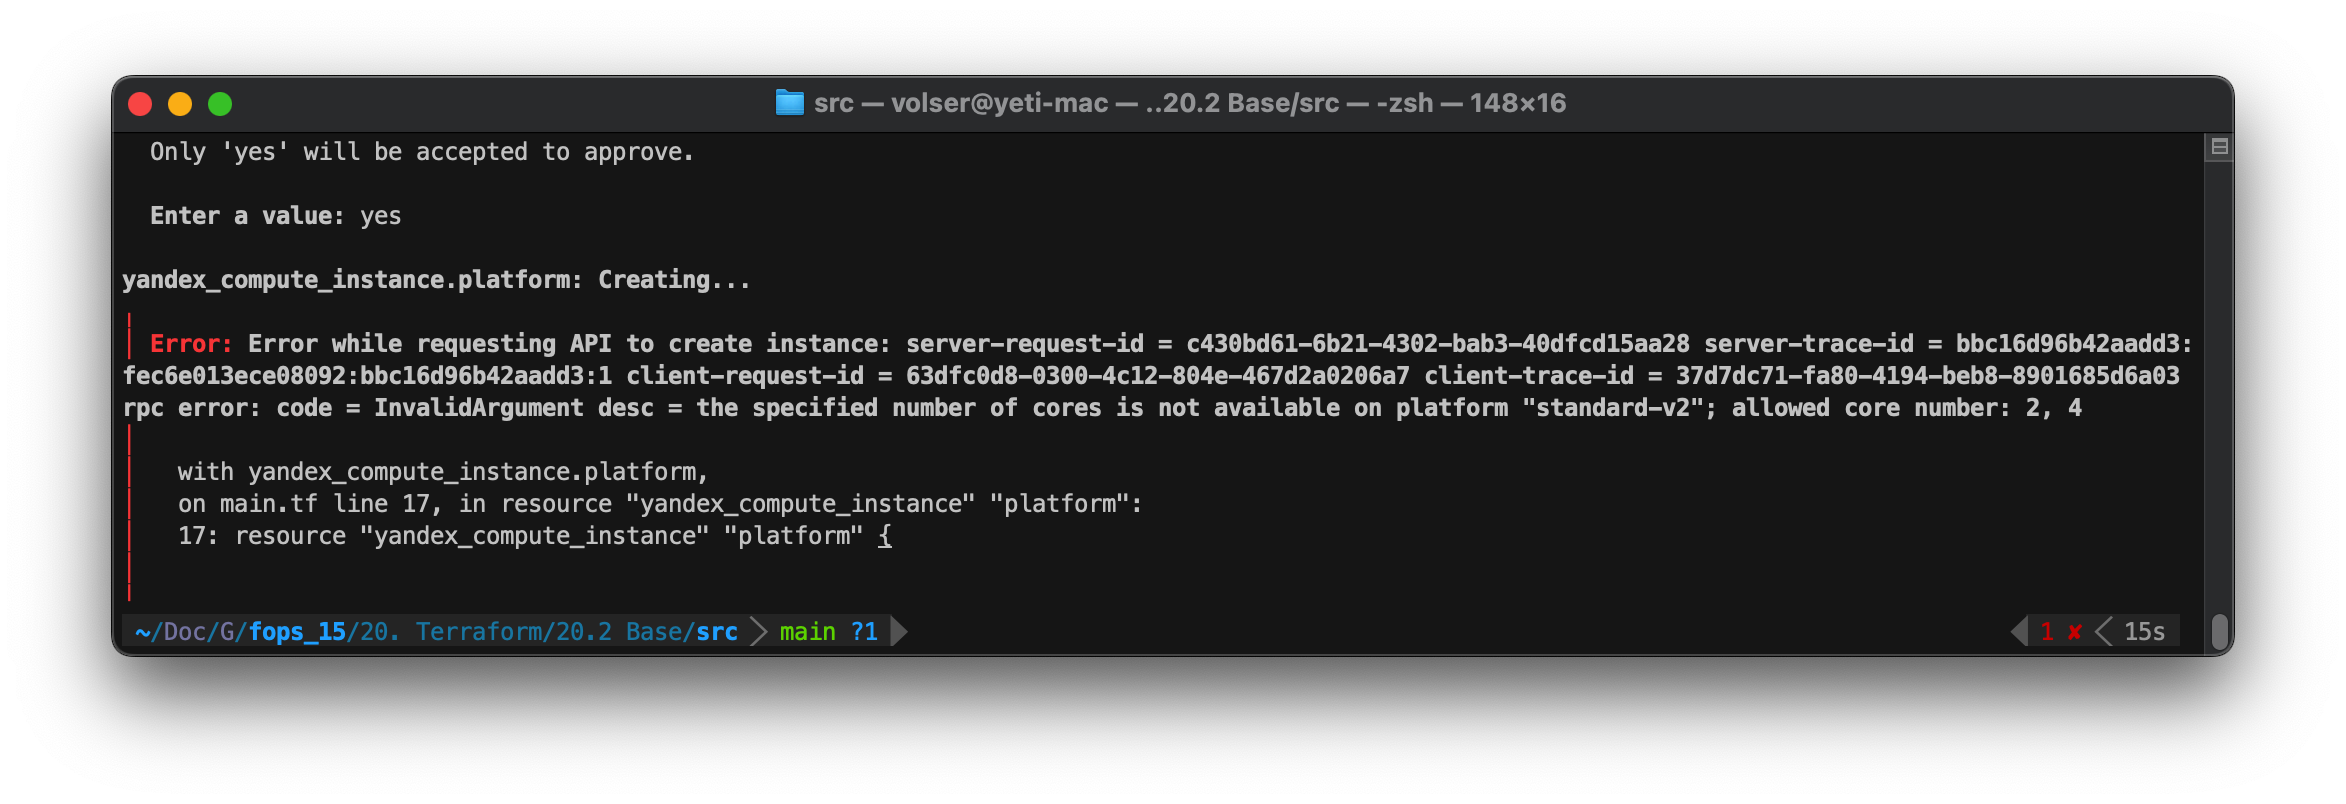 src — volser@yeti-mac — ..20.2 Base/src — -zsh — 148×16
Only 'yes' will be accepted to approve.
Enter a value: yes
yandex_compute_instance.platform: Creating...
Error: Error while requesting API to create instance: server-request-id = c430bd61-6b21-4302-bab3-40dfcd15aa28 server-trace-id = bbc16d96b42aadd3:
fec6e013ece08092:bbc16d96b42aadd3:1 client-request-id = 63dfc0d8-0300-4c12-804e-467d2a0206a7 client-trace-id = 37d7dc71-fa80-4194-beb8-8901685d6a03
rpc error: code = InvalidArgument desc = the specified number of cores is not available on platform "standard-v2"; allowed core number: 2, 4
with yandex_compute_instance.platform,
on main.tf line 17, in resource "yandex_compute_instance" "platform":
17: resource "yandex_compute_instance" "platform" {
~/Doc/G/fops_15/20. Terraform/20.2 Base/src main ?1 1 ✘ 15s